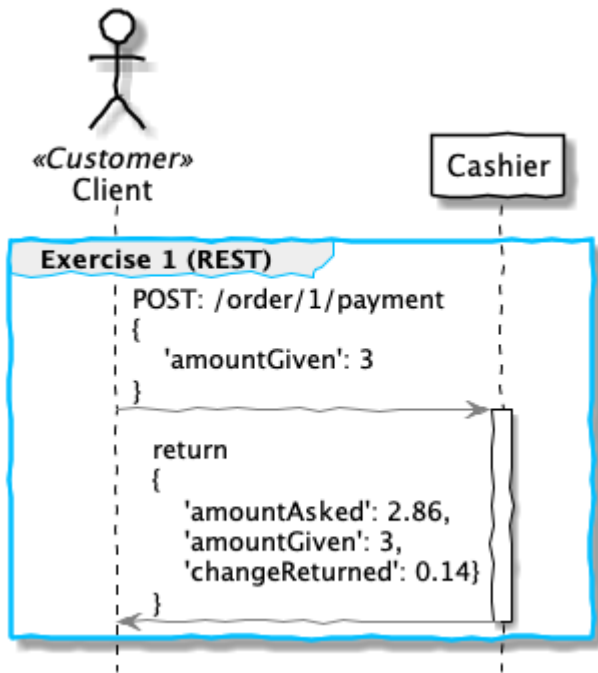 «Customer»
Client
Cashier
Exercise 1 (REST)
POST: /order/1/payment
{
'amountGiven': 3
}
return
{
'amountAsked': 2.86,
'amountGiven': 3,
'changeReturned': 0.14}
}